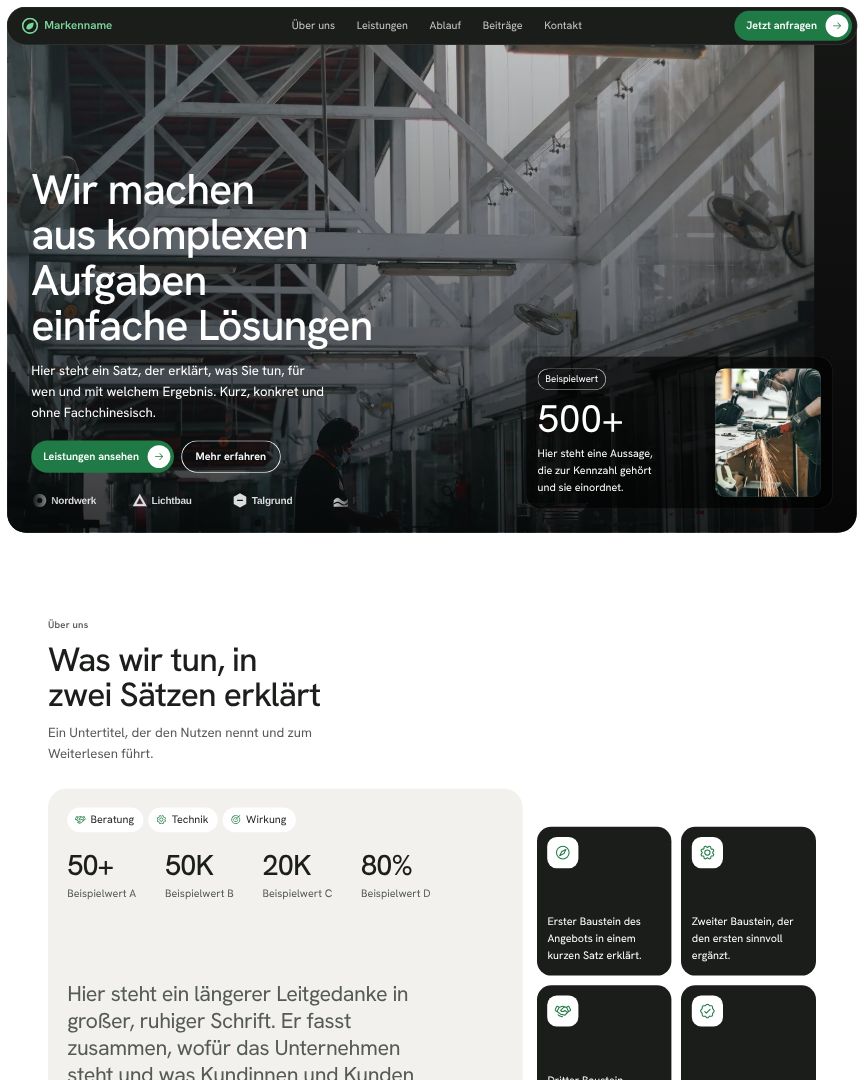 Markenname
Über uns
Leistungen
Ablauf
Beiträge
Kontakt
Jetzt anfragen
Wir machen
aus komplexen
Aufgaben
einfache Lösungen
Hier steht ein Satz, der erklärt, was Sie tun, für
wen und mit welchem Ergebnis. Kurz, konkret und
ohne Fachchinesisch.
Leistungen ansehen
Mehr erfahren
Nordwerk
Lichtbau
Talgrund
Beispielwert
500+
Hier steht eine Aussage,
die zur Kennzahl gehört
und sie einordnet.
Über uns
Was wir tun, in
zwei Sätzen erklärt
Ein Untertitel, der den Nutzen nennt und zum
Weiterlesen führt.
Beratung
Technik
Wirkung
50+
Beispielwert A
50K
Beispielwert B
20K
Beispielwert C
80%
Beispielwert D
Hier steht ein längerer Leitgedanke in
großer, ruhiger Schrift. Er fasst
zusammen, wofür das Unternehmen
steht und was Kundinnen und Kunden
Erster Baustein des
Angebots in einem
kurzen Satz erklärt.
Zweiter Baustein, der
den ersten sinnvoll
ergänzt.
Dritter Baustein